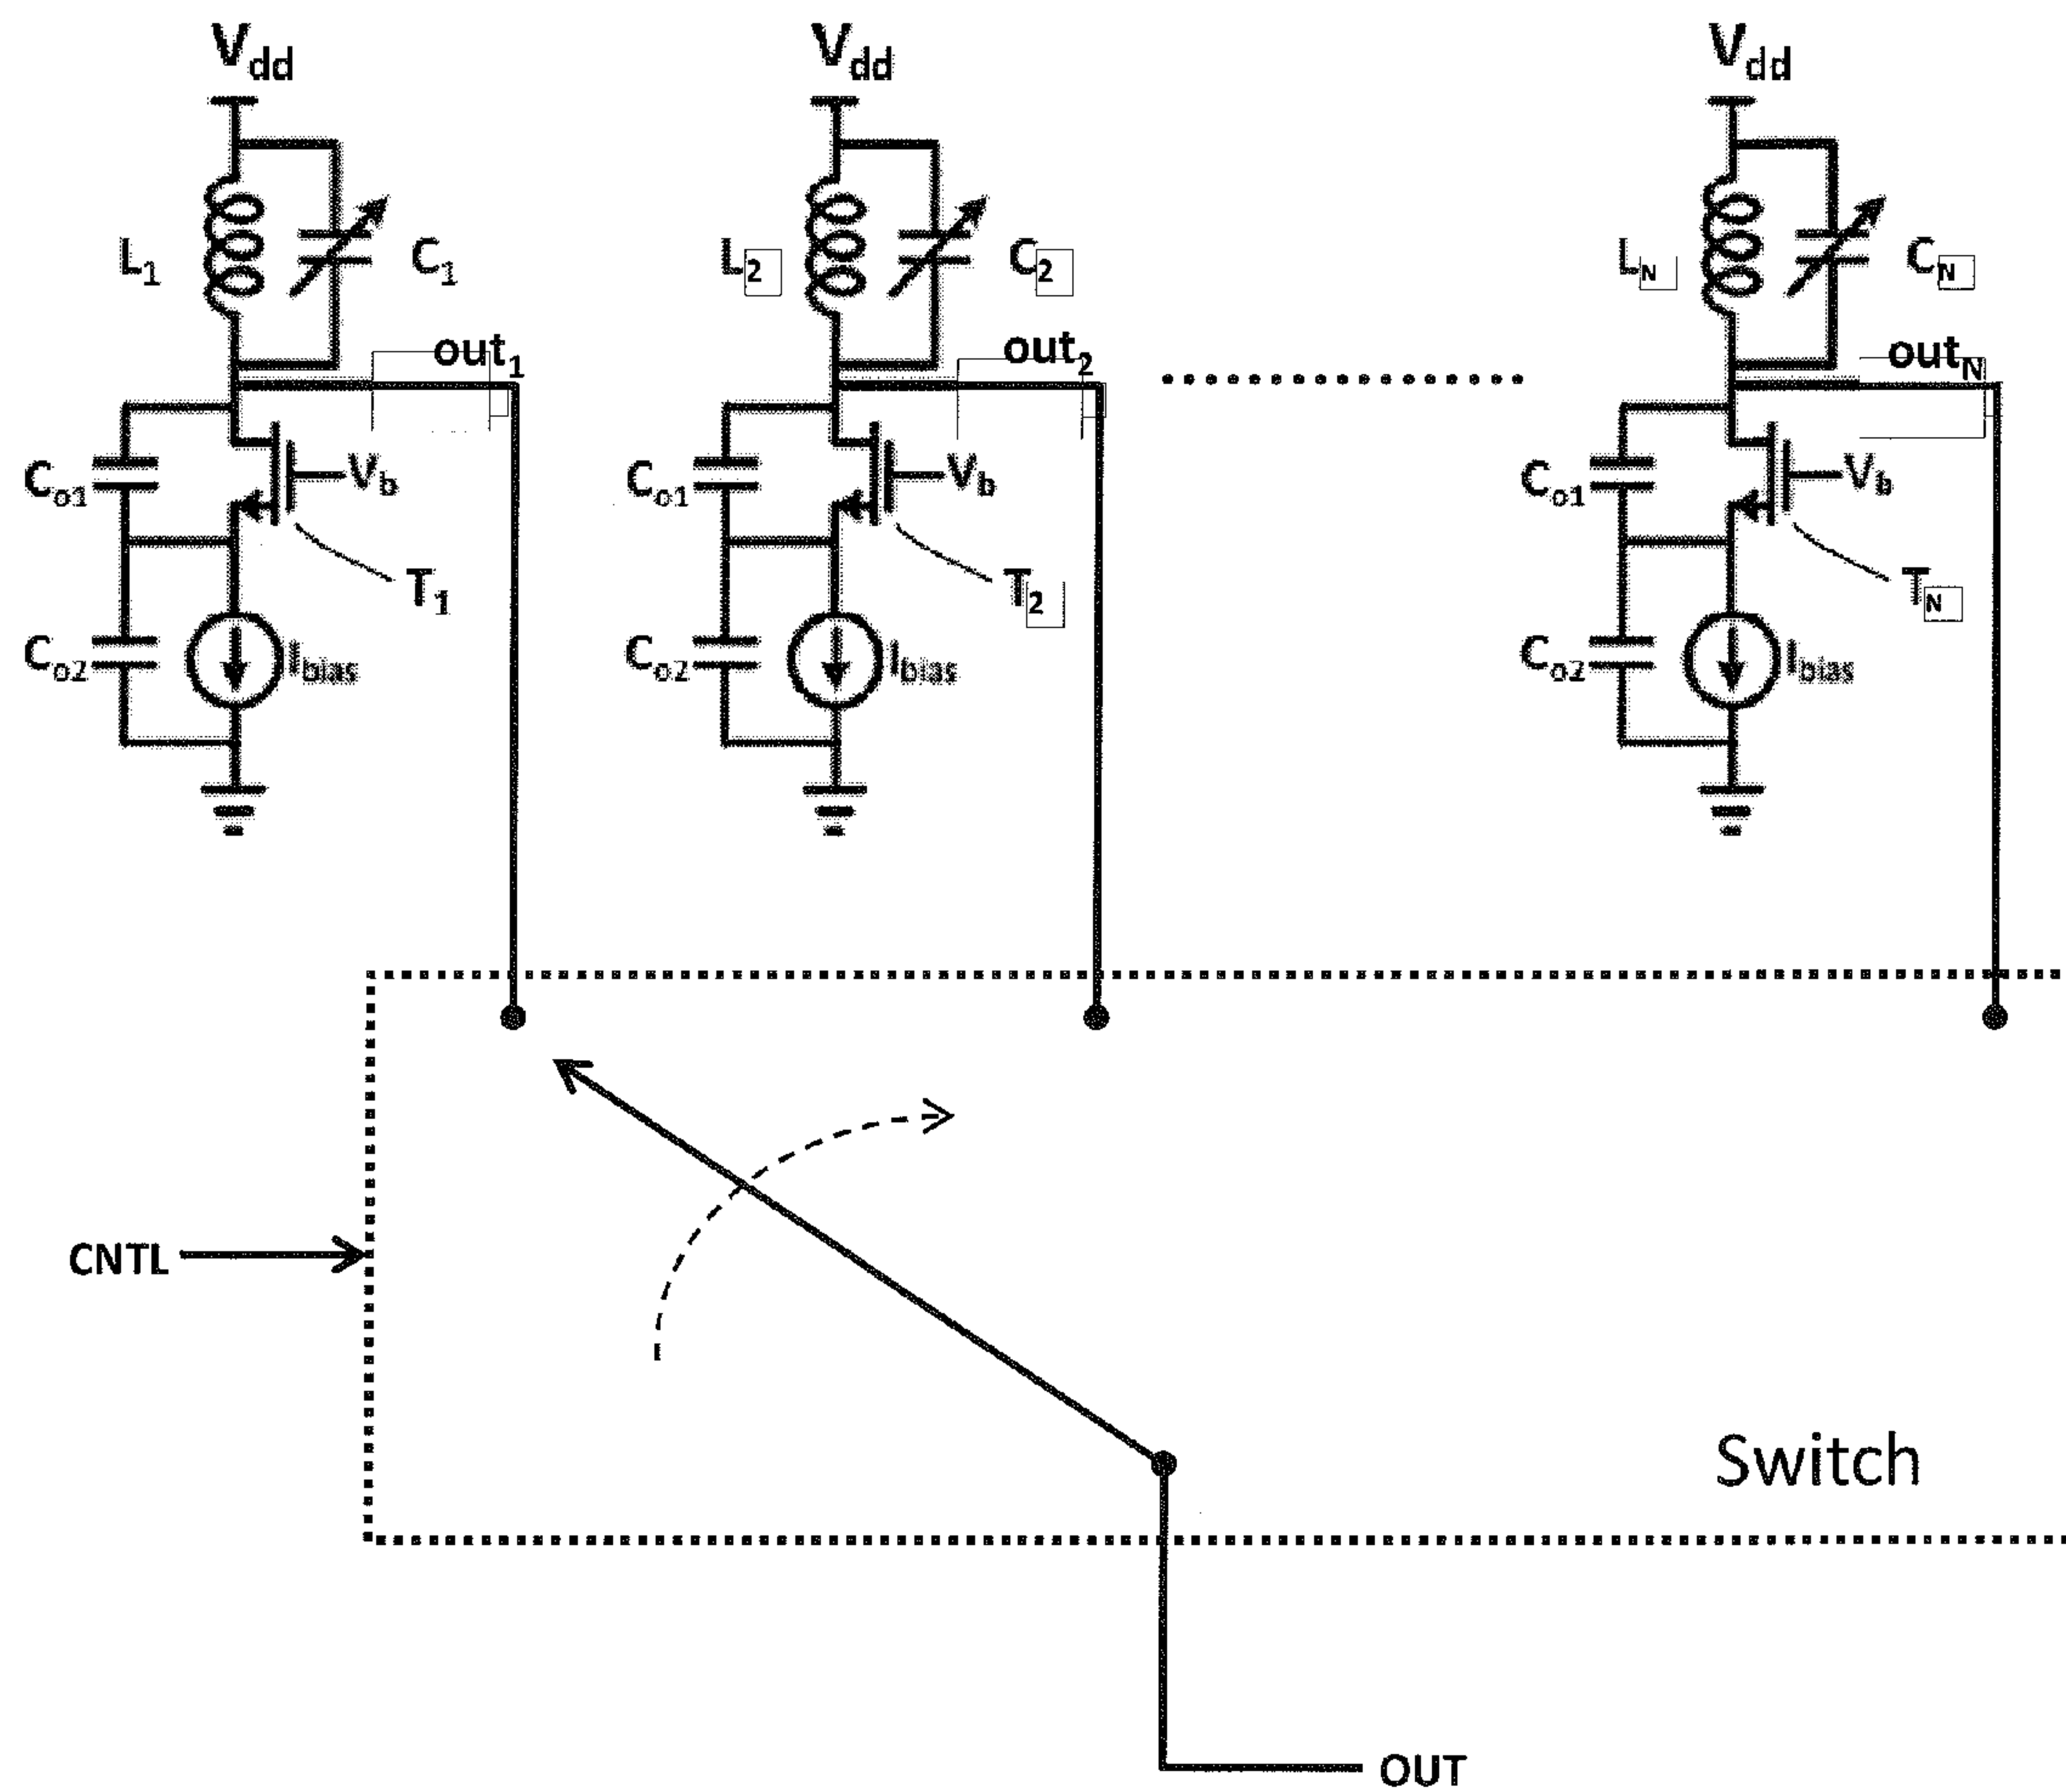 Vdd Vdd Vdd
L1 C1 L2 C2 LN CN
out1 out2 outN
Co1 Vb Co1 Vb Co1 Vb
T1 T2 TN
Co2 Ibias Co2 Ibias Co2 Ibias
CNTL
Switch
OUT